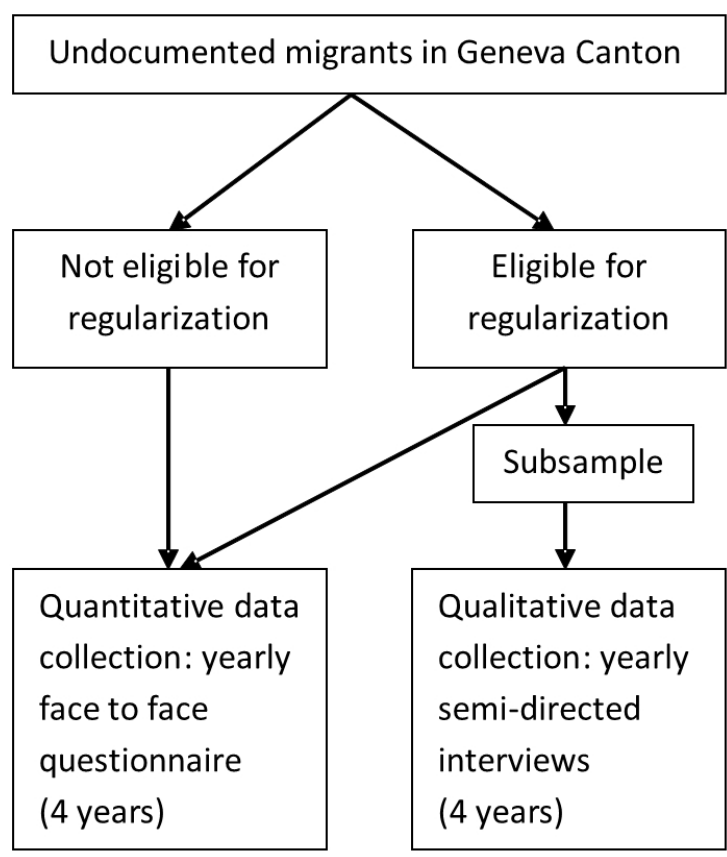 Undocumented migrants in Geneva Canton
Not eligible for
regularization
Eligible for
regularization
Subsample
Quantitative data
collection: yearly
face to face
questionnaire
(4 years)
Qualitative data
collection: yearly
semi-directed
interviews
(4 years)